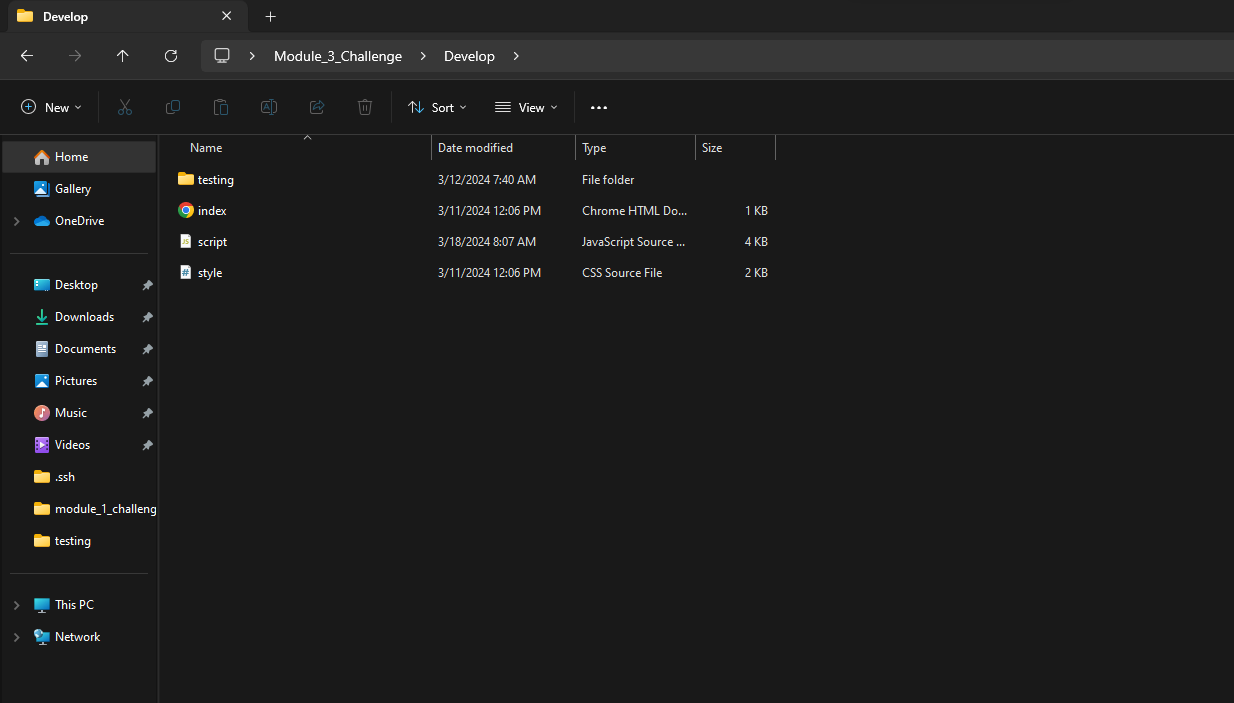 Develop
Module_3_Challenge Develop
New Sort View
Home
Gallery
OneDrive
Desktop
Downloads
Documents
Pictures
Music
Videos
.ssh
module_1_challeng
testing
This PC
Network
Name Date modified Type Size
testing 3/12/2024 7:40 AM File folder
index 3/11/2024 12:06 PM Chrome HTML Do... 1 KB
script 3/18/2024 8:07 AM JavaScript Source ... 4 KB
style 3/11/2024 12:06 PM CSS Source File 2 KB